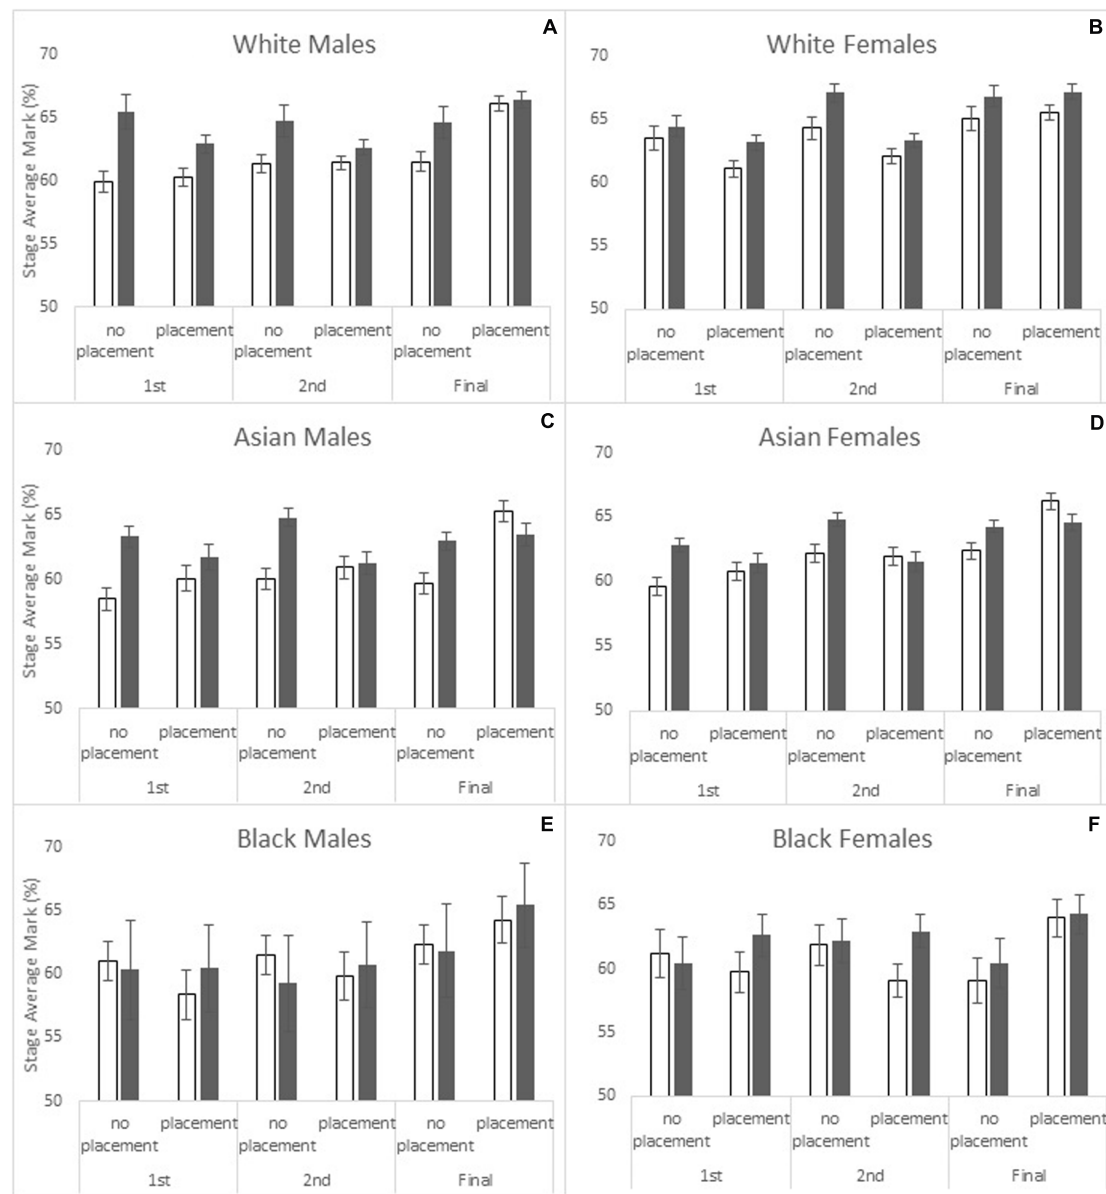 A
White Males
70
65
60
55
50
Stage Average Mark (%)
no placement
placement
no placement
placement
no placement
placement
1st
2nd
Final
B
White Females
70
65
60
55
50
no placement
placement
no placement
placement
no placement
placement
1st
2nd
Final
C
Asian Males
70
65
60
55
50
Stage Average Mark (%)
no placement
placement
no placement
placement
no placement
placement
1st
2nd
Final
D
Asian Females
70
65
60
55
50
no placement
placement
no placement
placement
no placement
placement
1st
2nd
Final
E
Black Males
70
65
60
55
50
Stage Average Mark (%)
no placement
placement
no placement
placement
no placement
placement
1st
2nd
Final
F
Black Females
70
65
60
55
50
no placement
placement
no placement
placement
no placement
placement
1st
2nd
Final